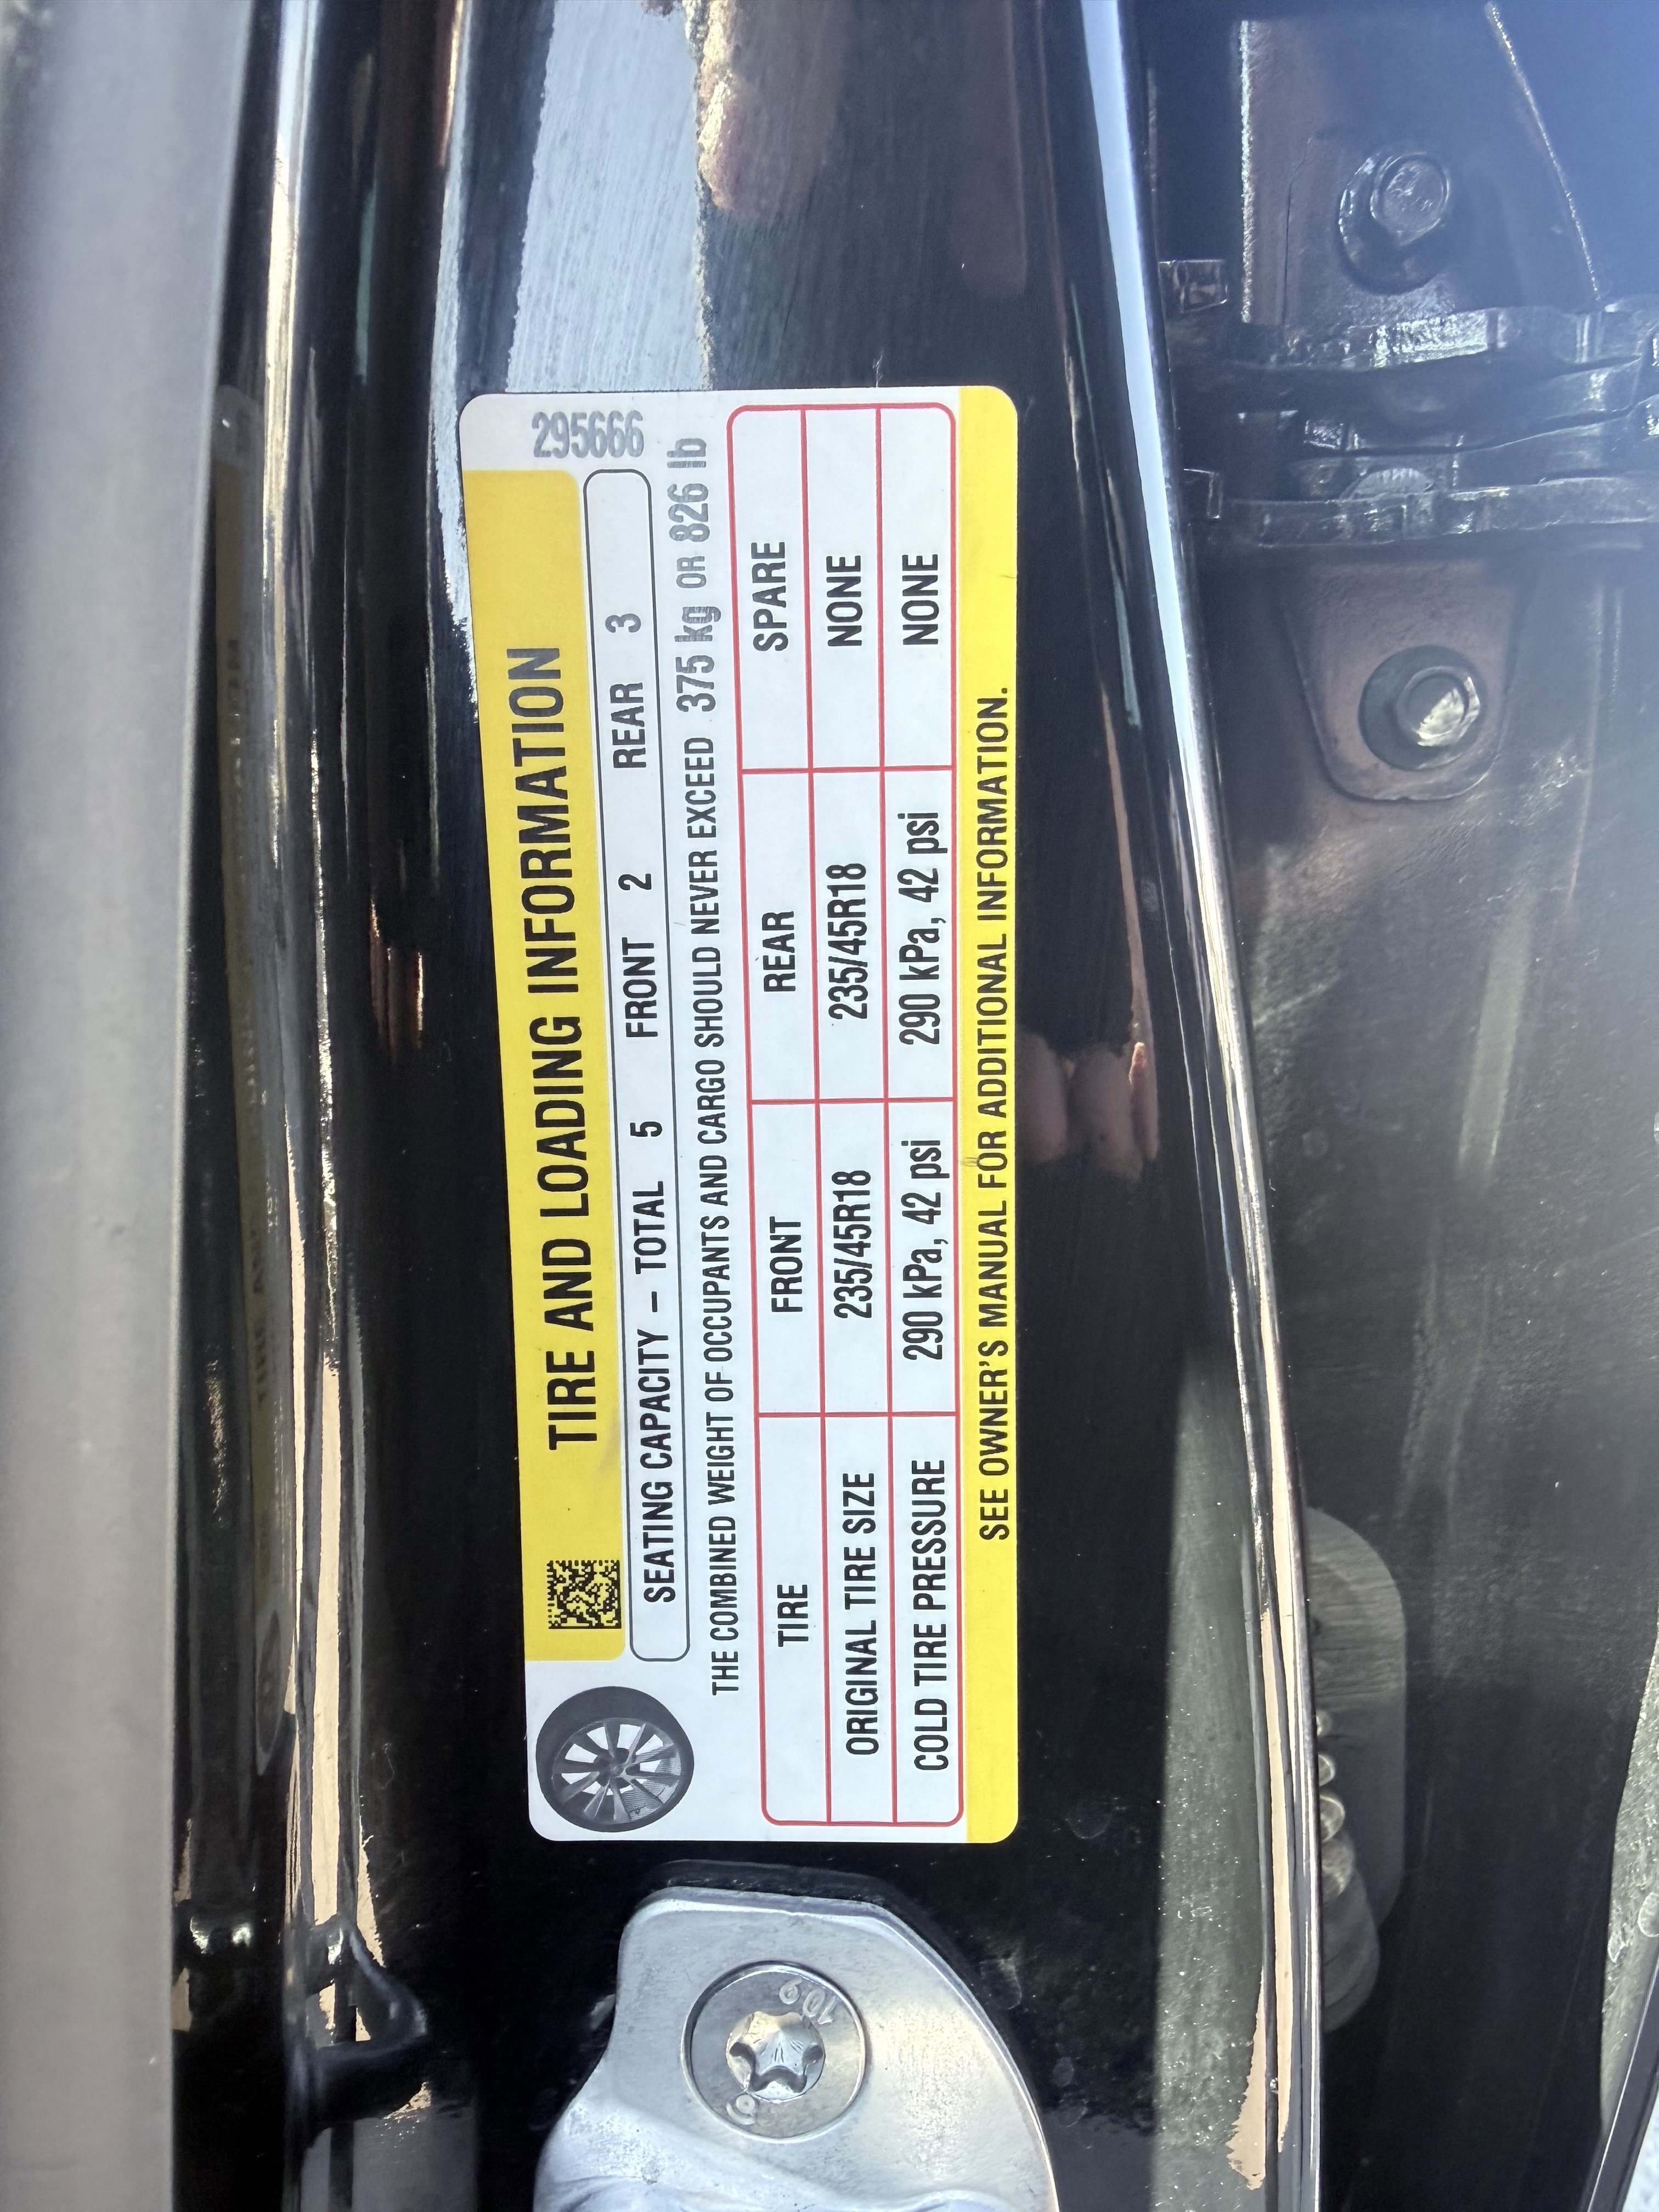 295666
TIRE AND LOADING INFORMATION
SEATING CAPACITY – TOTAL 5 FRONT 2 REAR 3
THE COMBINED WEIGHT OF OCCUPANTS AND CARGO SHOULD NEVER EXCEED 375 kg OR 826 lb
TIRE FRONT REAR SPARE
ORIGINAL TIRE SIZE 235/45R18 235/45R18 NONE
COLD TIRE PRESSURE 290 kPa, 42 psi 290 kPa, 42 psi NONE
SEE OWNER'S MANUAL FOR ADDITIONAL INFORMATION.
10.9